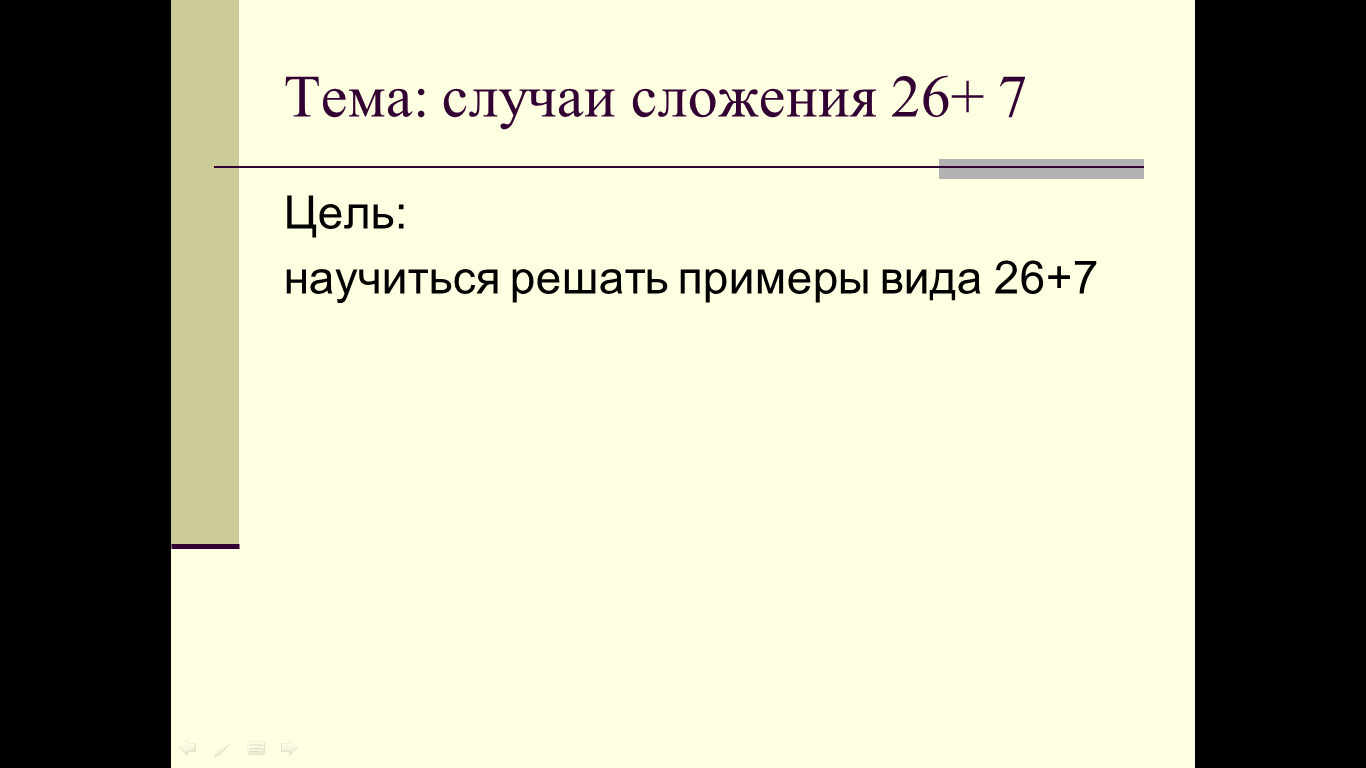 Тема: случаи сложения 26+ 7
Цель:
научиться решать примеры вида 26+7